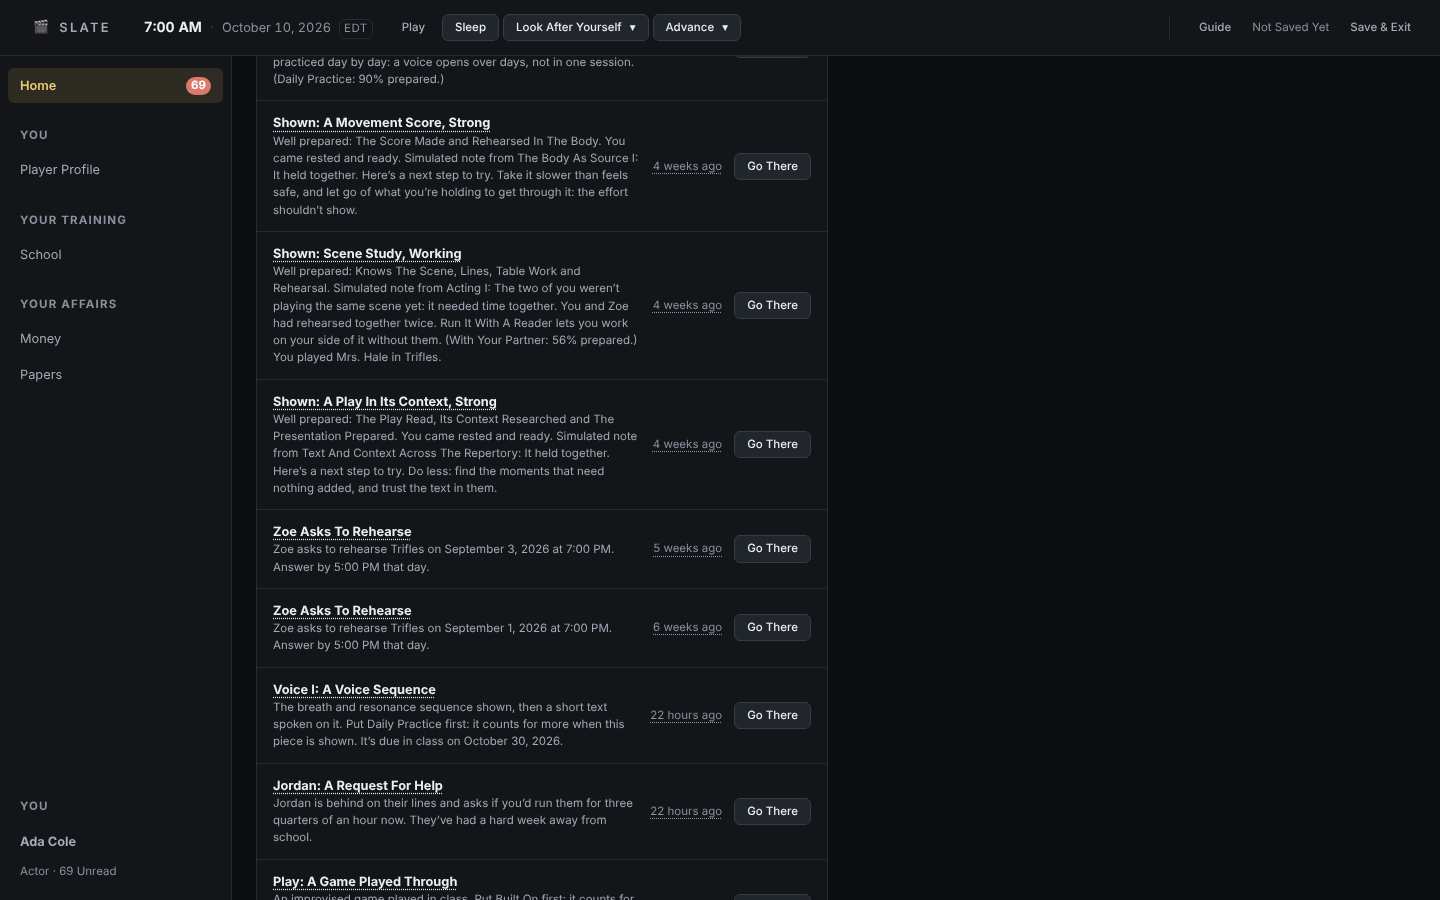 SLATE
7:00 AM · October 10, 2026 EDT
Play
Sleep
Look After Yourself ▾
Advance ▾
Guide
Not Saved Yet
Save & Exit
Home
69
YOU
Player Profile
YOUR TRAINING
School
YOUR AFFAIRS
Money
Papers
YOU
Ada Cole
Actor · 69 Unread
practiced day by day: a voice opens over days, not in one session.
(Daily Practice: 90% prepared.)
Shown: A Movement Score, Strong
Well prepared: The Score Made and Rehearsed In The Body. You
came rested and ready. Simulated note from The Body As Source I:
It held together. Here's a next step to try. Take it slower than feels
safe, and let go of what you're holding to get through it: the effort
shouldn't show.
4 weeks ago
Go There
Shown: Scene Study, Working
Well prepared: Knows The Scene, Lines, Table Work and
Rehearsal. Simulated note from Acting I: The two of you weren't
playing the same scene yet: it needed time together. You and Zoe
had rehearsed together twice. Run It With A Reader lets you work
on your side of it without them. (With Your Partner: 56% prepared.)
You played Mrs. Hale in Trifles.
4 weeks ago
Go There
Shown: A Play In Its Context, Strong
Well prepared: The Play Read, Its Context Researched and The
Presentation Prepared. You came rested and ready. Simulated note
from Text And Context Across The Repertory: It held together.
Here's a next step to try. Do less: find the moments that need
nothing added, and trust the text in them.
4 weeks ago
Go There
Zoe Asks To Rehearse
Zoe asks to rehearse Trifles on September 3, 2026 at 7:00 PM.
Answer by 5:00 PM that day.
5 weeks ago
Go There
Zoe Asks To Rehearse
Zoe asks to rehearse Trifles on September 1, 2026 at 7:00 PM.
Answer by 5:00 PM that day.
6 weeks ago
Go There
Voice I: A Voice Sequence
The breath and resonance sequence shown, then a short text
spoken on it. Put Daily Practice first: it counts for more when this
piece is shown. It's due in class on October 30, 2026.
22 hours ago
Go There
Jordan: A Request For Help
Jordan is behind on their lines and asks if you'd run them for three
quarters of an hour now. They've had a hard week away from
school.
22 hours ago
Go There
Play: A Game Played Through
An improvised game played in class. Put Built On first: it counts for